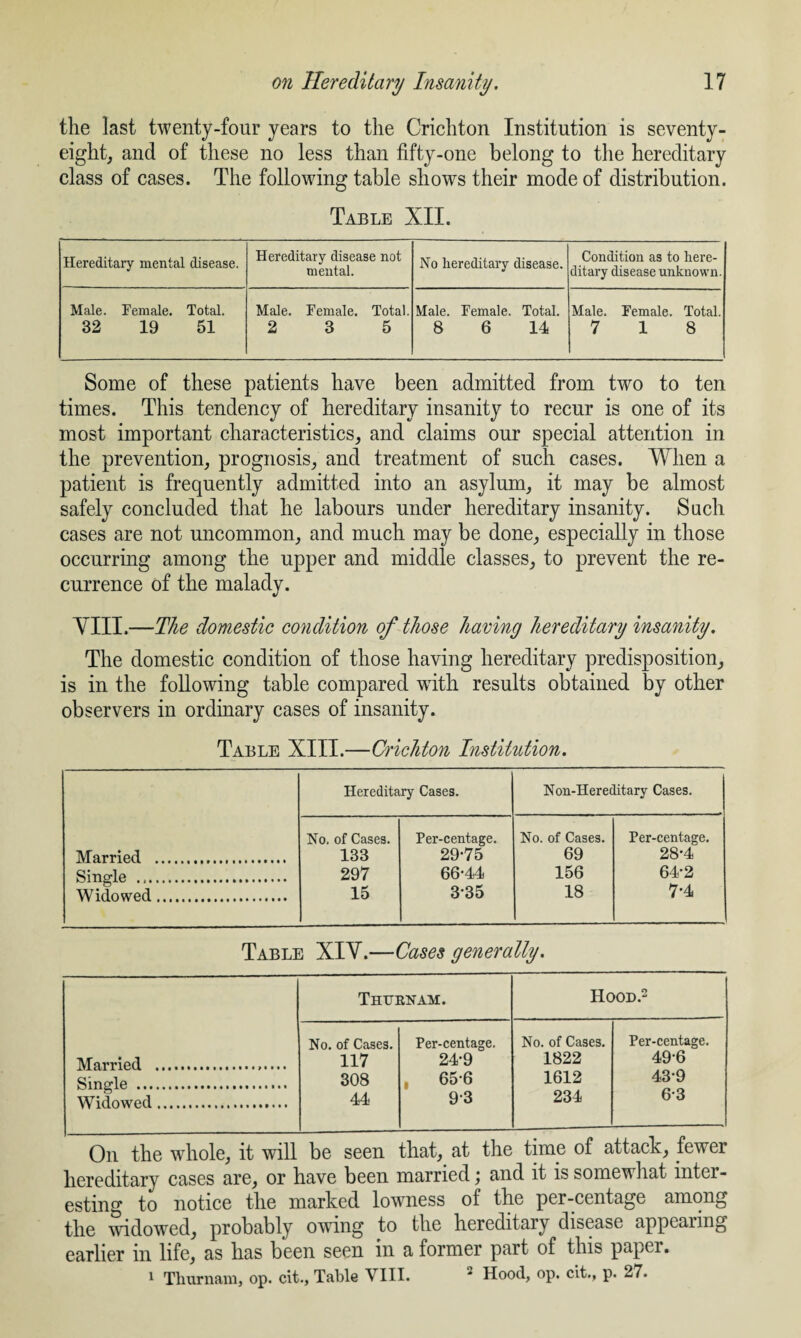 on Hereditary Insanity. 17
the last twenty-four years to the Crichton Institution is seventy-
eight, and of these no less than fifty-one belong to the hereditary
class of cases. The following table shows their mode of distribution.
Table XII.
Hereditary mental disease. Hereditary disease not mental. No hereditary disease. Condition as to here-ditary disease unknown.
Male. Female. Total. Male. Female. Total. Male. Female. Total. Male. Female. Total.
32 19 51 2 3 5 8 6 14 7 1 8
Some of these patients have been admitted from two to ten
times. This tendency of hereditary insanity to recur is one of its
most important characteristics, and claims our special attention in
the prevention, prognosis, and treatment of such cases. When a
patient is frequently admitted into an asylum, it may be almost
safely concluded that he labours under hereditary insanity. Such
cases are not uncommon, and much may be done, especially in those
occurring among the upper and middle classes, to prevent the re-
currence of the malady.
VIII.—The domestic condition of those having hereditary insanity.
The domestic condition of those having hereditary predisposition,
is in the following table compared with results obtained by other
observers in ordinary cases of insanity.
Table XIII.—Crichton Institution.
Hereditary Cases. Non-Hereditary Cases.
No. of Cases. Per-centage. No. of Cases. Per-centage.
Married ........................ 133 29·75 69 28·4
Single ........................ 297 66·44 156 64·2
Widowed........................ 15 3·35 18 7·4
Table XIV.—Cases generally.
Thurnam. Hood.²
No. of Cases. Per-centage. No. of Cases. Per-centage.
Married ........................ 117 24·9 1822 49·6
Single ........................ 308 65·6 1612 43·9
Widowed........................ 44 9·3 234 6·3
On the whole, it will be seen that, at the time of attack, fewer
hereditary cases are, or have been married; and it is somewhat inter-
esting to notice the marked lowness of the per-centage among
the widowed, probably owing to the hereditary disease appearing
earlier in life, as has been seen in a former part of this paper.
¹ Thurnam, op. cit., Table VIII. ² Hood, op. cit., p. 27.